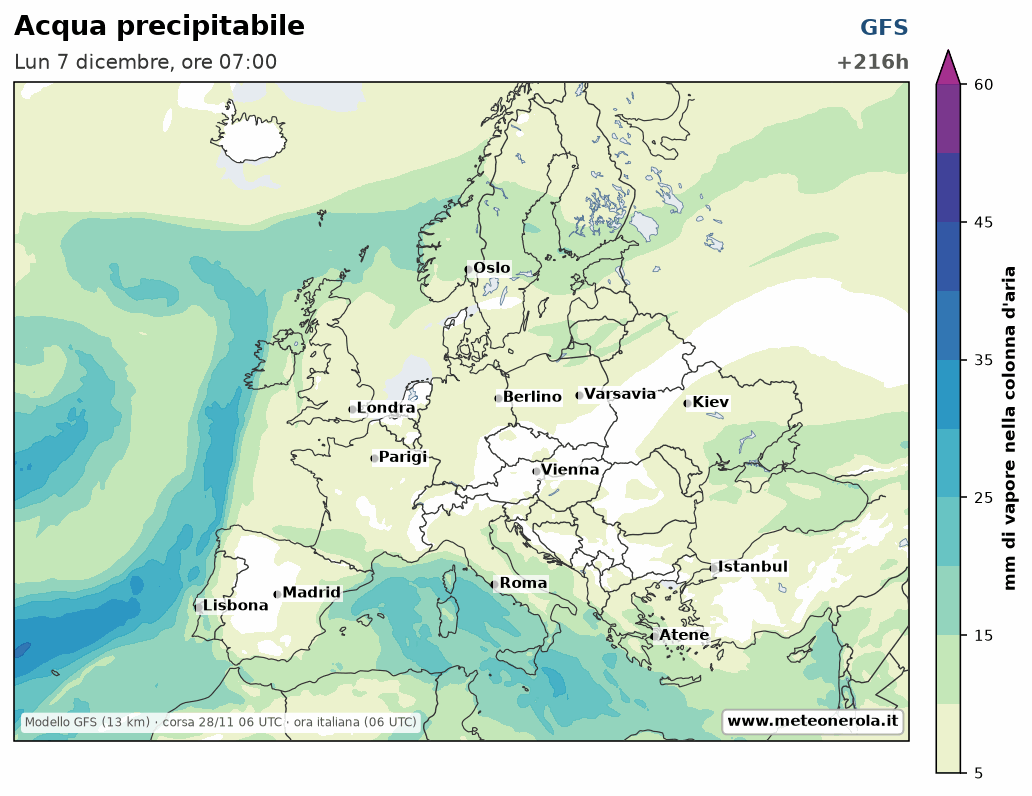 Acqua precipitabile
GFS
Lun 7 dicembre, ore 07:00
+216h
60
45
35
25
15
5
mm di vapore nella colonna d'aria
Oslo
Londra
Berlino
Varsavia
Kiev
Parigi
Vienna
Istanbul
Roma
Madrid
Lisbona
Atene
Modello GFS (13 km) · corsa 28/11 06 UTC · ora italiana (06 UTC)
www.meteonerola.it